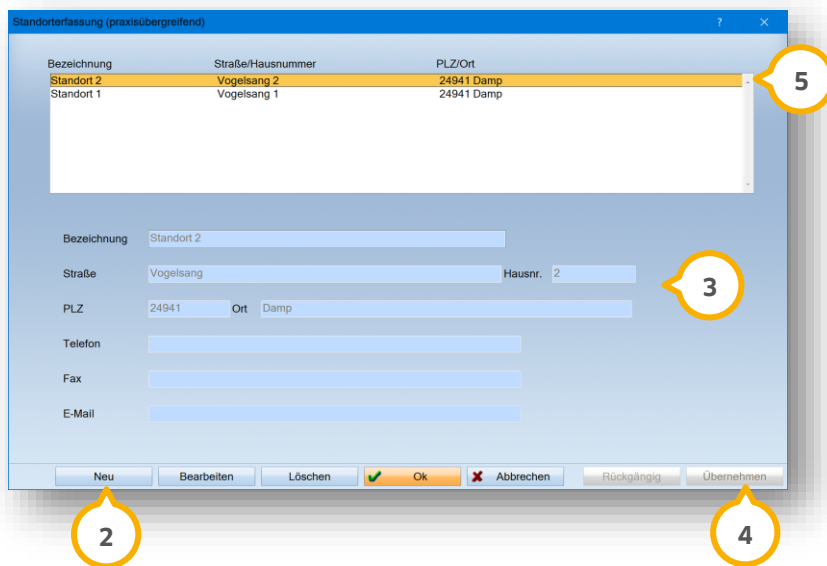 Standorterfassung (praxisübergreifend) ? ×
Bezeichnung Straße/Hausnummer PLZ/Ort
Standort 2 Vogelsang 2 24941 Damp
Standort 1 Vogelsang 1 24941 Damp
5
Bezeichnung Standort 2
Straße Vogelsang Hausnr. 2
3
PLZ 24941 Ort Damp
Telefon
Fax
E-Mail
Neu Bearbeiten Löschen Ok Abbrechen Rückgängig Übernehmen
2 4